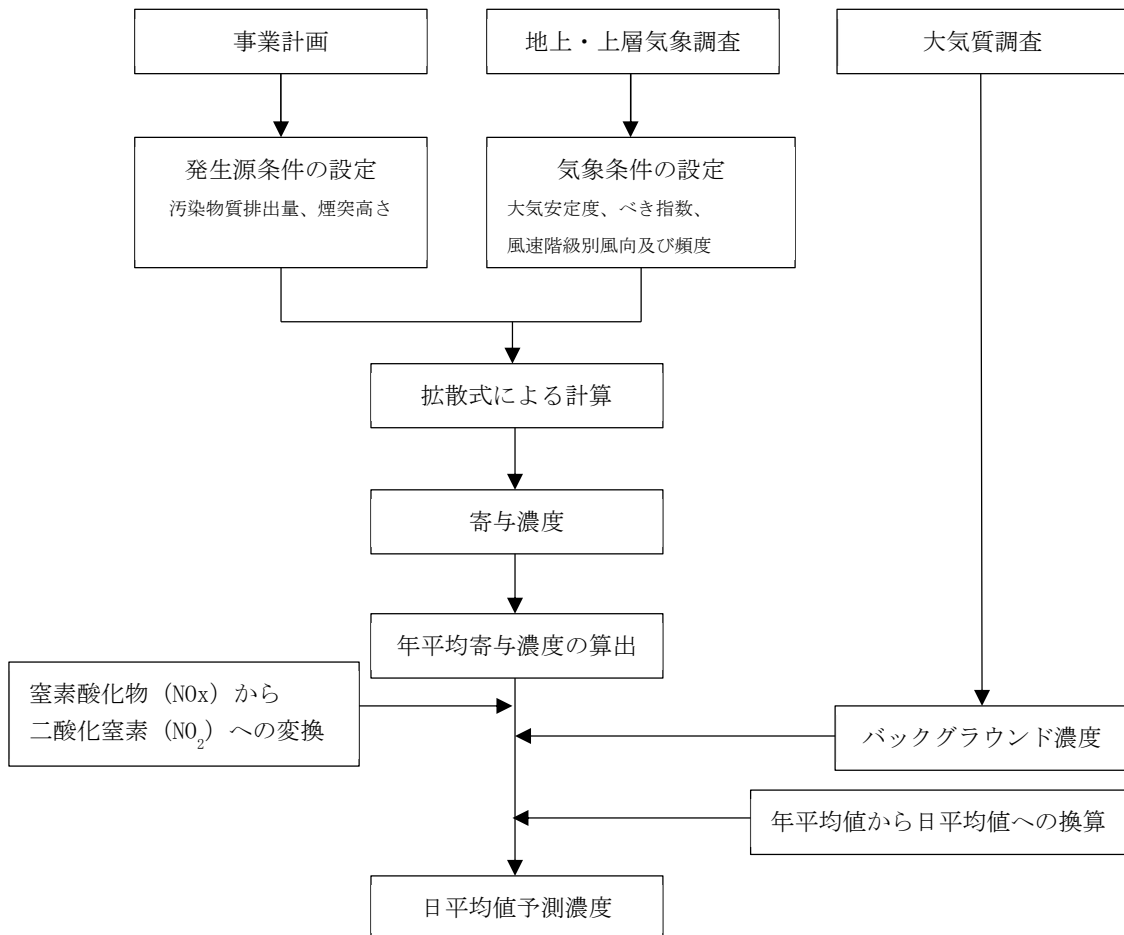 事業計画
地上・上層気象調査
大気質調査
発生源条件の設定
汚染物質排出量、煙突高さ
気象条件の設定
大気安定度、べき指数、
風速階級別風向及び頻度
拡散式による計算
寄与濃度
年平均寄与濃度の算出
窒素酸化物（NOx）から
二酸化窒素（NO2）への変換
バックグラウンド濃度
年平均値から日平均値への換算
日平均値予測濃度